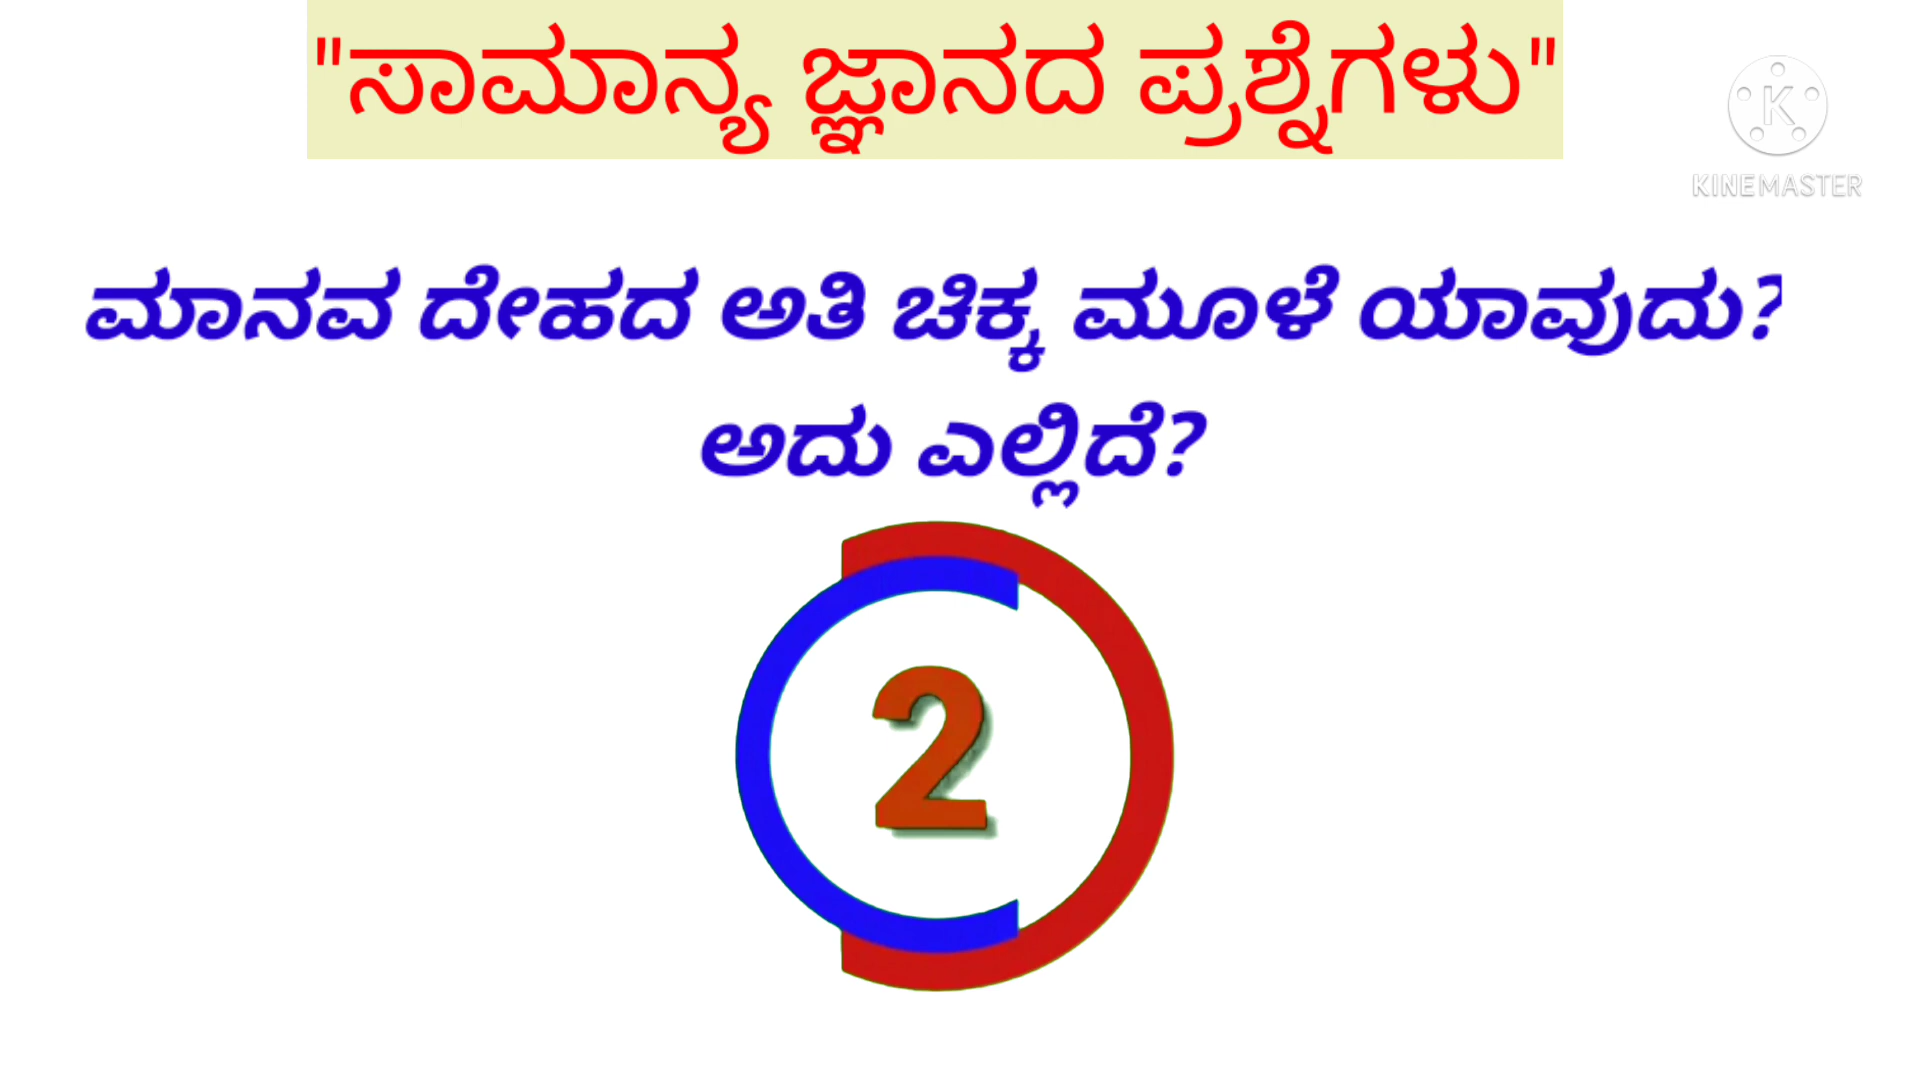 "ಸಾಮಾನ್ಯ ಜ್ಞಾನದ ಪ್ರಶ್ನೆಗಳು"
K
KINEMASTER
ಮಾನವ ದೇಹದ ಅತಿ ಚಿಕ್ಕ ಮೂಳೆ ಯಾವುದು?
ಅದು ಎಲ್ಲಿದೆ?
2